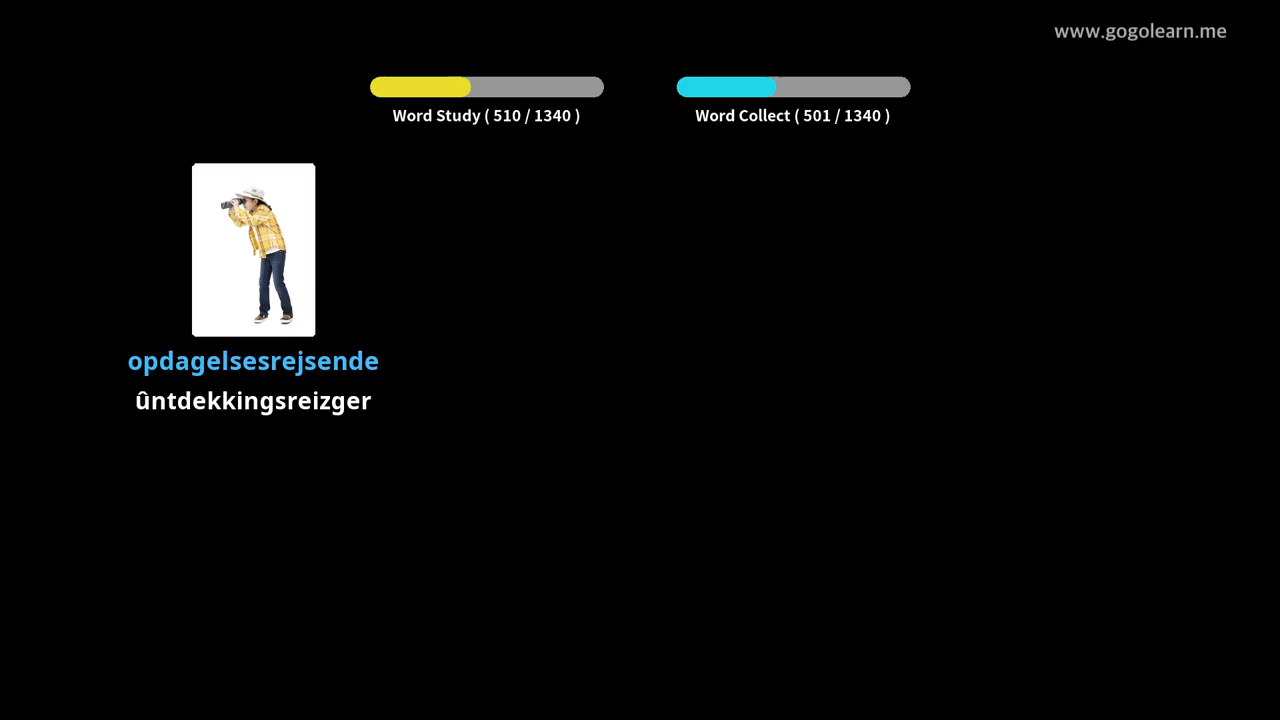 www.gogolearn.me
Word Study ( 510 / 1340 )
Word Collect ( 501 / 1340 )
opdagelsesrejsende
ûntdekkingsreizger